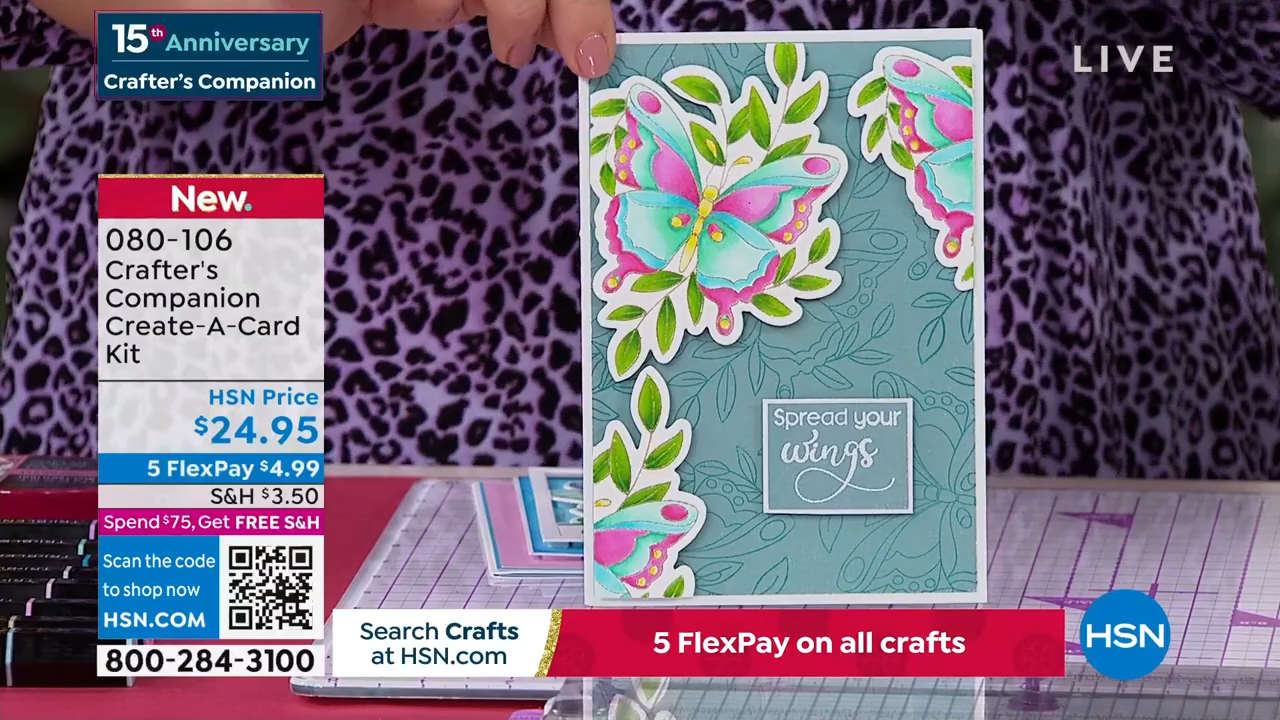 15th Anniversary
Crafter's Companion
LIVE
New.
080-106
Crafter's
Companion
Create-A-Card
Kit
HSN Price
$24.95
5 FlexPay $4.99
S&H $3.50
Spend $75, Get FREE S&H
Scan the code
to shop now
HSN.COM
800-284-3100
Spread your
wings
Search Crafts
at HSN.com
5 FlexPay on all crafts
HSN